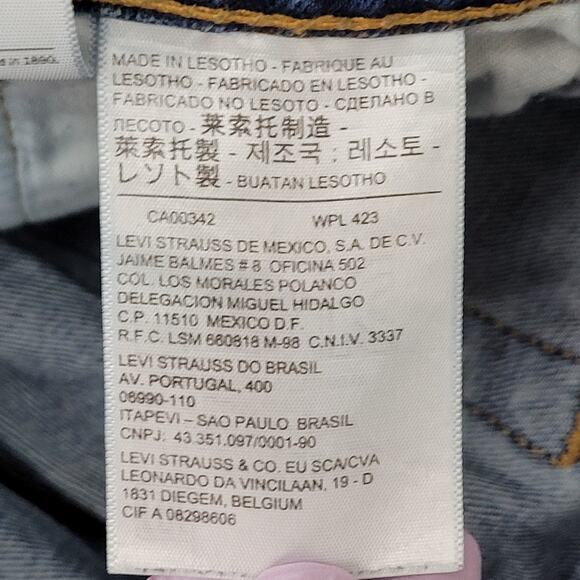 d in 1890.
MADE IN LESOTHO - FABRIQUE AU
LESOTHO - FABRICADO EN LESOTHO -
FABRICADO NO LESOTO - СДЕЛАНО В
ЛЕСОТО - 莱索托制造 -
萊索托製 - 제조국 : 레소토 -
レソト製 - BUATAN LESOTHO
CA00342 WPL 423
LEVI STRAUSS DE MEXICO, S.A. DE C.V.
JAIME BALMES # 8 OFICINA 502
COL. LOS MORALES POLANCO
DELEGACION MIGUEL HIDALGO
C.P. 11510 MEXICO D.F.
R.F.C. LSM 660818 M-98 C.N.I.V. 3337
LEVI STRAUSS DO BRASIL
AV. PORTUGAL, 400
06990-110
ITAPEVI – SAO PAULO BRASIL
CNPJ: 43.351.097/0001-90
LEVI STRAUSS & CO. EU SCA/CVA
LEONARDO DA VINCILAAN, 19 - D
1831 DIEGEM, BELGIUM
CIF A 08298606